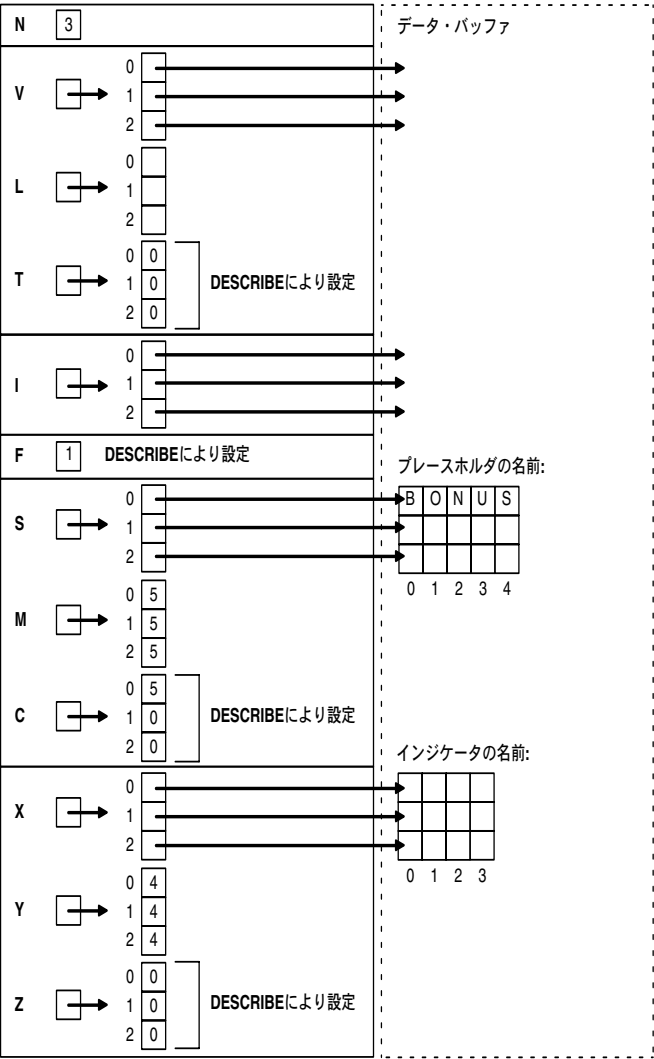 N 3
データ・バッファ
0
V 1
2
0
L 1
2
0 0
T 1 0 DESCRIBEにより設定
2 0
0
I 1
2
F 1 DESCRIBEにより設定
プレースホルダの名前:
0 B O N U S
S 1
2
0 1 2 3 4
0 5
M 1 5
2 5
0 5
C 1 0 DESCRIBEにより設定
2 0
インジケータの名前:
0
X 1
2
0 1 2 3
0 4
Y 1 4
2 4
0 0
Z 1 0 DESCRIBEにより設定
2 0